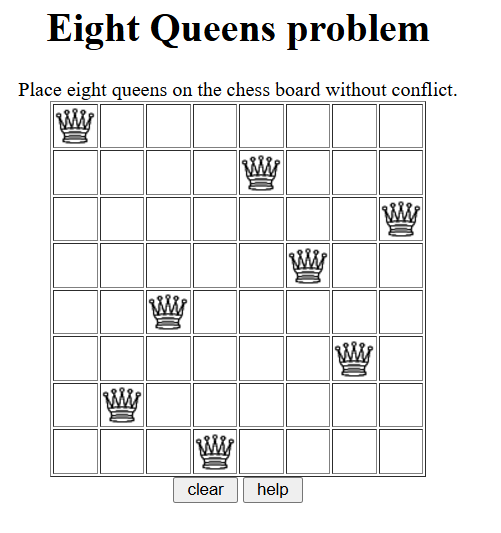 Eight Queens problem
Place eight queens on the chess board without conflict.
clear help